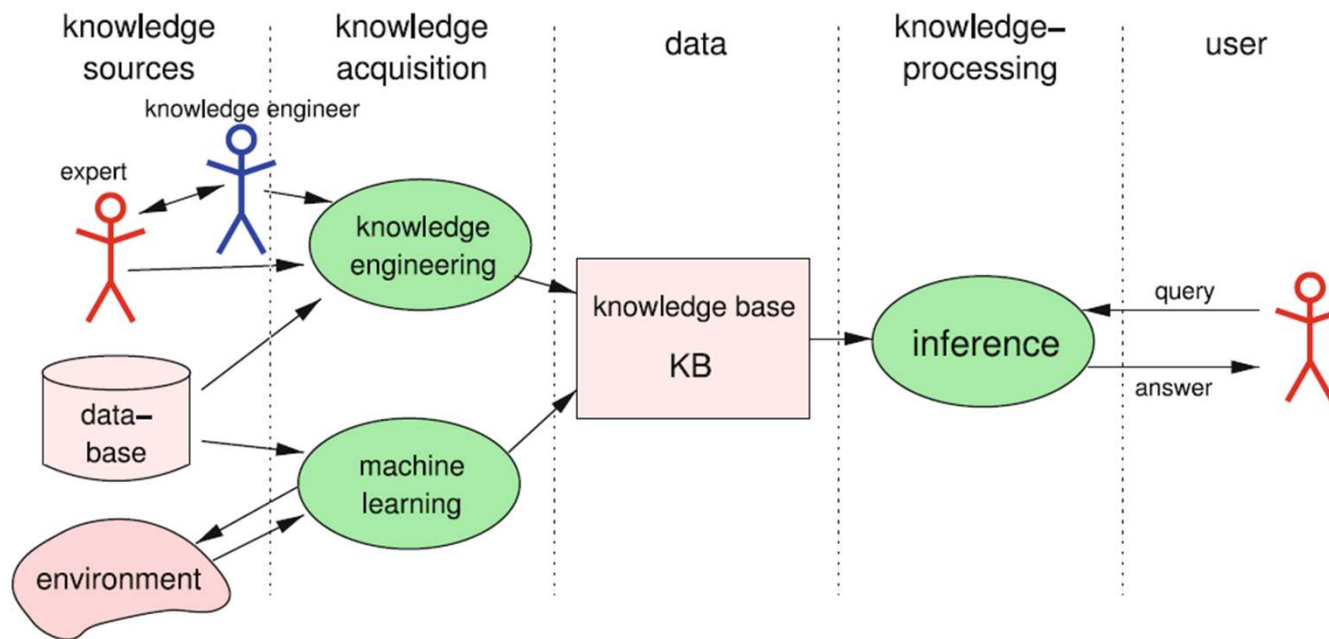 knowledge
sources
knowledge
acquisition
data
knowledge–
processing
user
knowledge engineer
expert
knowledge
engineering
data–
base
machine
learning
environment
knowledge base
KB
inference
query
answer